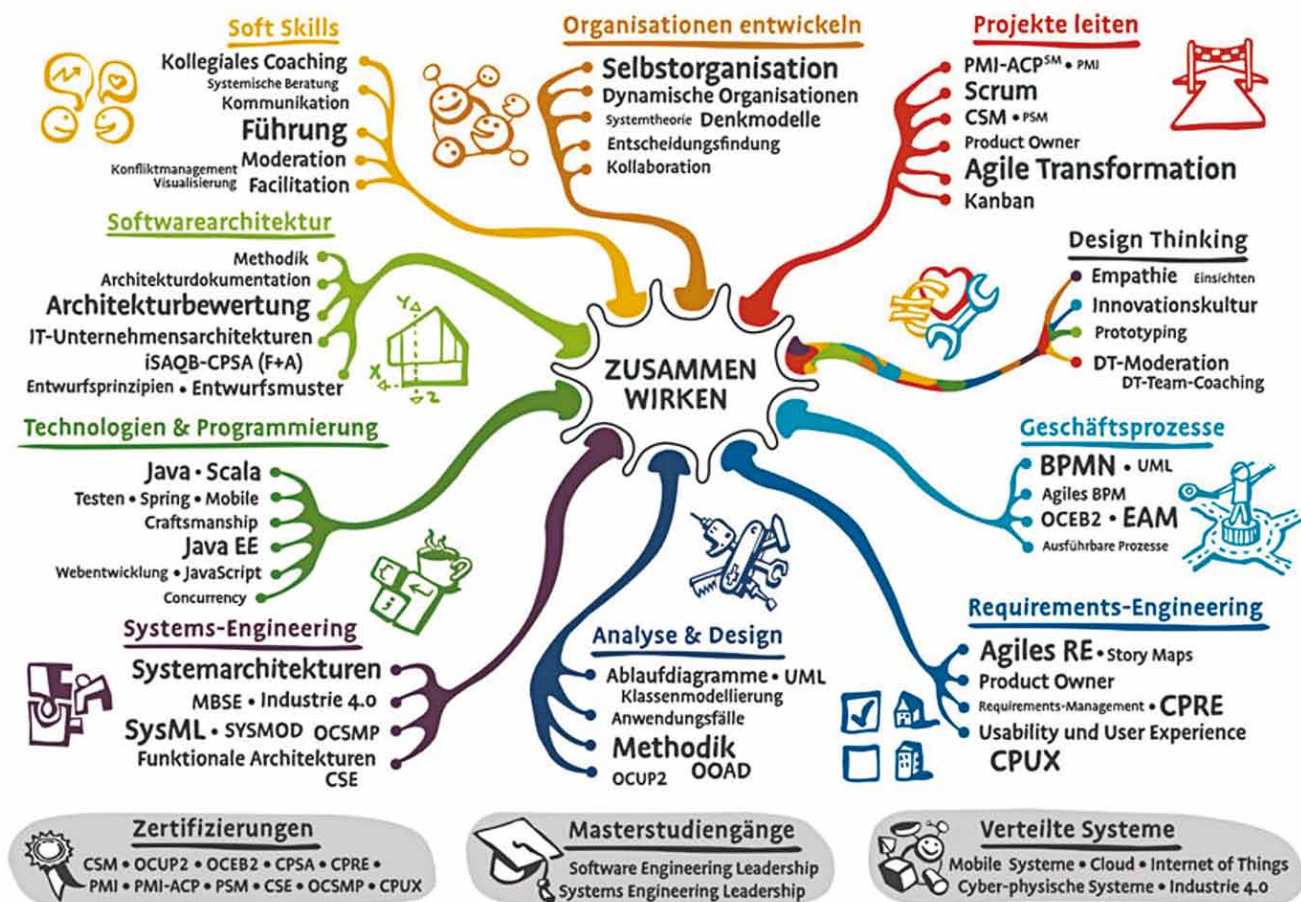 Soft Skills
Kollegiales Coaching
Systemische Beratung
Kommunikation
Führung
Moderation
Konfliktmanagement
Visualisierung
Facilitation
Organisationen entwickeln
Selbstorganisation
Dynamische Organisationen
Systemtheorie Denkmodelle
Entscheidungsfindung
Kollaboration
Projekte leiten
PMI-ACP℠ • PMI
Scrum
CSM • PSM
Product Owner
Agile Transformation
Kanban
Softwarearchitektur
Methodik
Architekturdokumentation
Architekturbewertung
IT-Unternehmensarchitekturen
iSAQB-CPSA (F+A)
Entwurfsprinzipien • Entwurfsmuster
Y
X
Z
ZUSAMMEN
WIRKEN
Design Thinking
Empathie Einsichten
Innovationskultur
Prototyping
DT-Moderation
DT-Team-Coaching
Technologien & Programmierung
Java • Scala
Testen • Spring • Mobile
Craftsmanship
Java EE
Webentwicklung • JavaScript
Concurrency
Geschäftsprozesse
BPMN • UML
Agiles BPM
OCEB2 • EAM
Ausführbare Prozesse
Systems-Engineering
Systemarchitekturen
MBSE • Industrie 4.0
SysML • SYSMOD OCSMP
Funktionale Architekturen
CSE
Analyse & Design
Ablaufdiagramme • UML
Klassenmodellierung
Anwendungsfälle
Methodik
OCUP2 OOAD
Requirements-Engineering
Agiles RE • Story Maps
Product Owner
Requirements-Management • CPRE
Usability und User Experience
CPUX
Zertifizierungen
CSM • OCUP2 • OCEB2 • CPSA • CPRE •
PMI • PMI-ACP • PSM • CSE • OCSMP • CPUX
Masterstudiengänge
Software Engineering Leadership
Systems Engineering Leadership
Verteilte Systeme
Mobile Systeme • Cloud • Internet of Things
Cyber-physische Systeme • Industrie 4.0